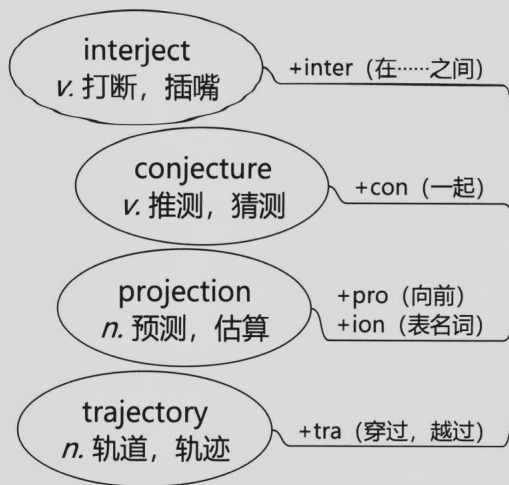 interject
v. 打断，插嘴
+inter（在……之间）
conjecture
v. 推测，猜测
+con（一起）
projection
n. 预测，估算
+pro（向前）
+ion（表名词）
trajectory
n. 轨道，轨迹
+tra（穿过，越过）